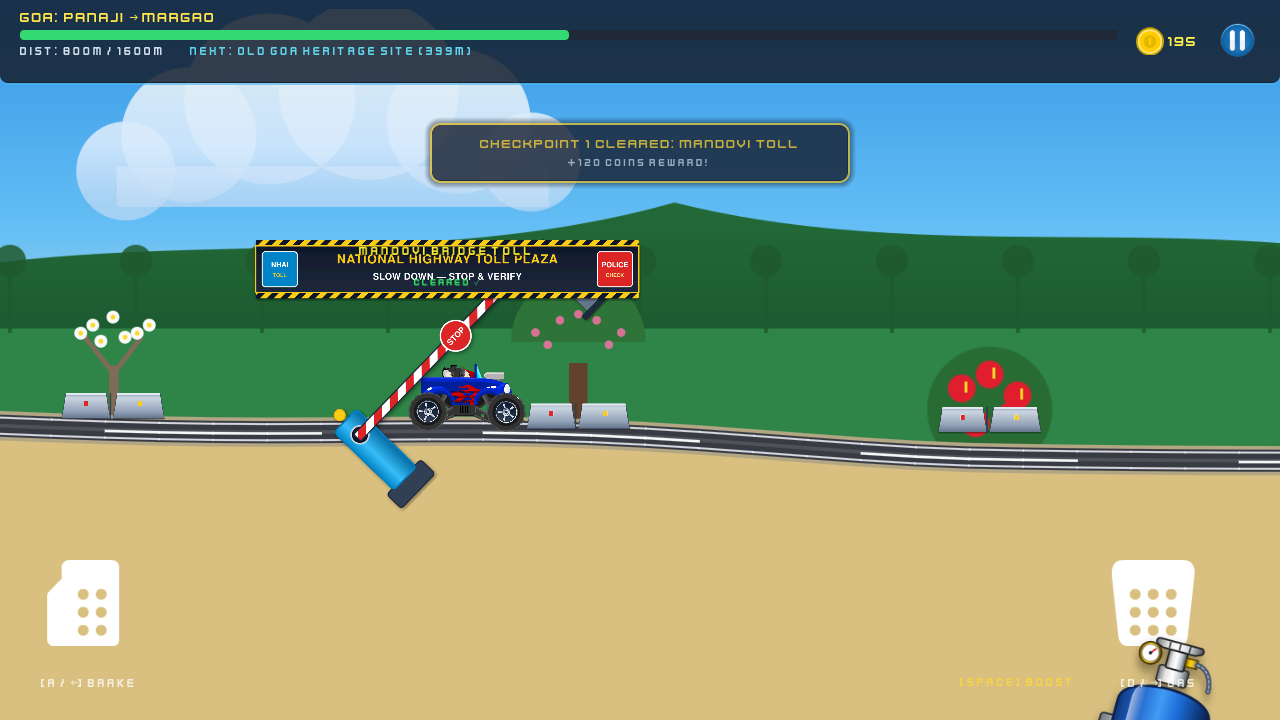 GOA: PANAJI → MARGAO
DIST: 800M / 1600M NEXT: OLD GOA HERITAGE SITE (399M)
195
CHECKPOINT 1 CLEARED: MANDOVI TOLL
+120 COINS REWARD!
MANDOVI BRIDGE TOLL
NATIONAL HIGHWAY TOLL PLAZA
NHAI
TOLL
SLOW DOWN — STOP & VERIFY
CLEARED ✓
POLICE
CHECK
STOP
[A / ←] BRAKE
[SPACE] BOOST
[D / →] GAS